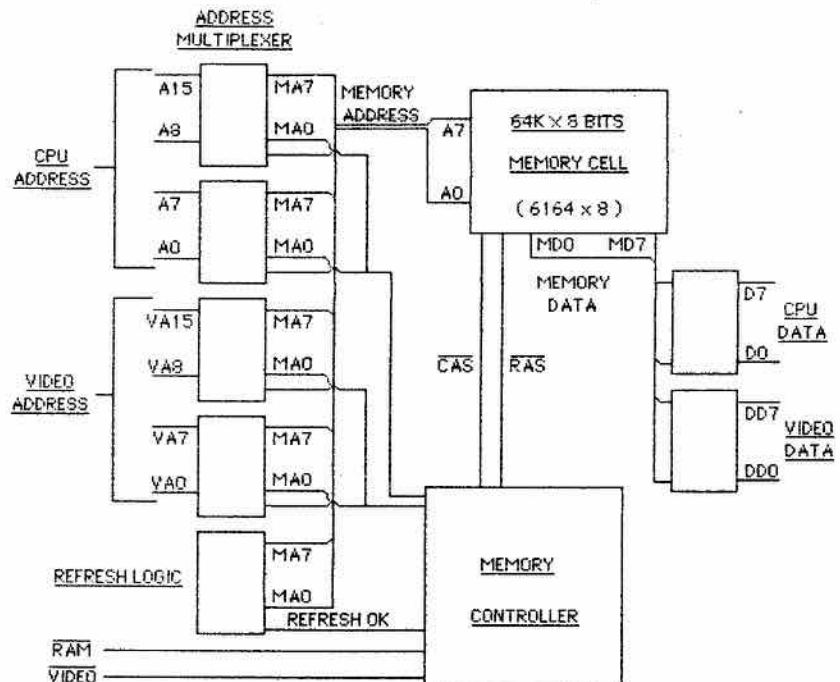 ADDRESS
MULTIPLEXER
A15
MA7
MEMORY
ADDRESS
A8
MA0
CPU
ADDRESS
A7
MA7
A0
MA0
A7
64K × 8 BITS
MEMORY CELL
A0
( 6164 × 8 )
MD0
MD7
MEMORY
DATA
D7
CPU
DATA
D0
VA15
MA7
VA8
MA0
VIDEO
ADDRESS
VA7
MA7
VA0
MA0
CAS
RAS
DD7
VIDEO
DATA
DD0
REFRESH LOGIC
MA7
MA0
REFRESH OK
MEMORY
CONTROLLER
RAM
VIDEO